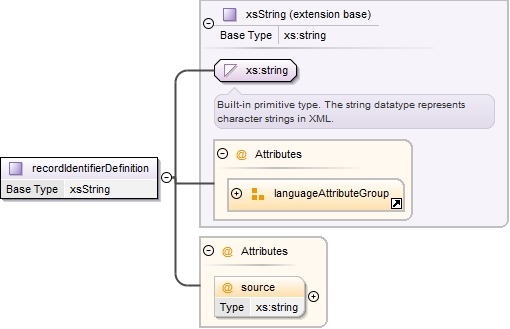 xsString (extension base)
Base Type xs:string
xs:string
Built-in primitive type. The string datatype represents
character strings in XML.
@ Attributes
languageAttributeGroup
recordIdentifierDefinition
Base Type xsString
@ Attributes
@ source
Type xs:string